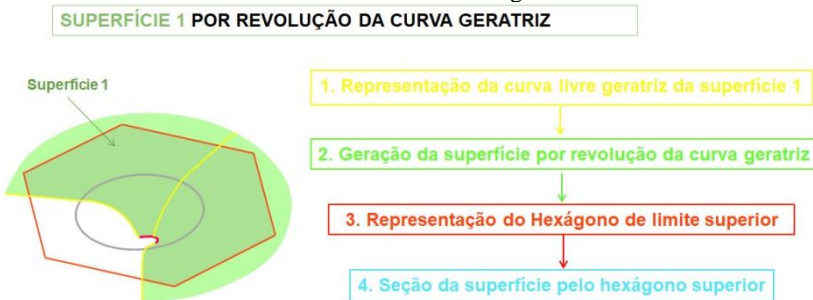 SUPERFÍCIE 1 POR REVOLUÇÃO DA CURVA GERATRIZ
Superfície 1
1. Representação da curva livre geratriz da superfície 1
2. Geração da superfície por revolução da curva geratriz
3. Representação do Hexágono de limite superior
4. Seção da superfície pelo hexágono superior